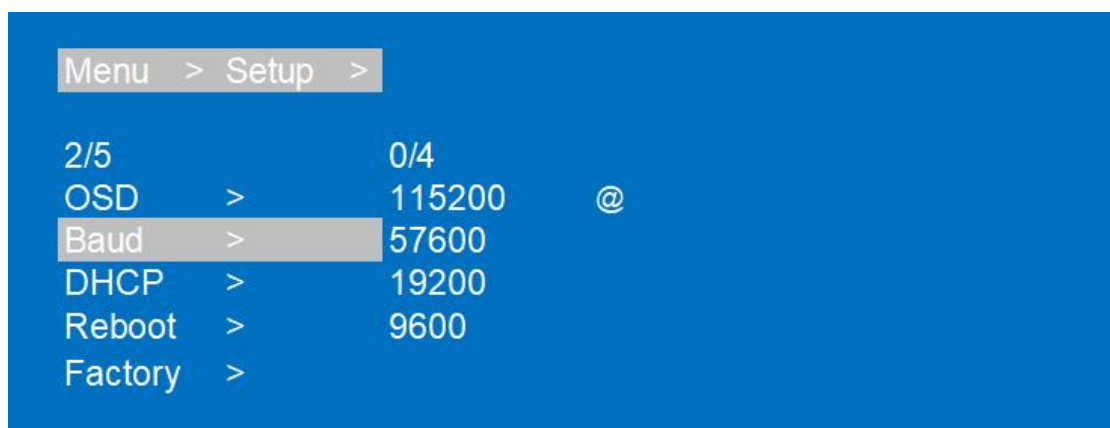 Menu > Setup >
2/5 0/4
OSD > 115200 @
Baud > 57600
DHCP > 19200
Reboot > 9600
Factory >